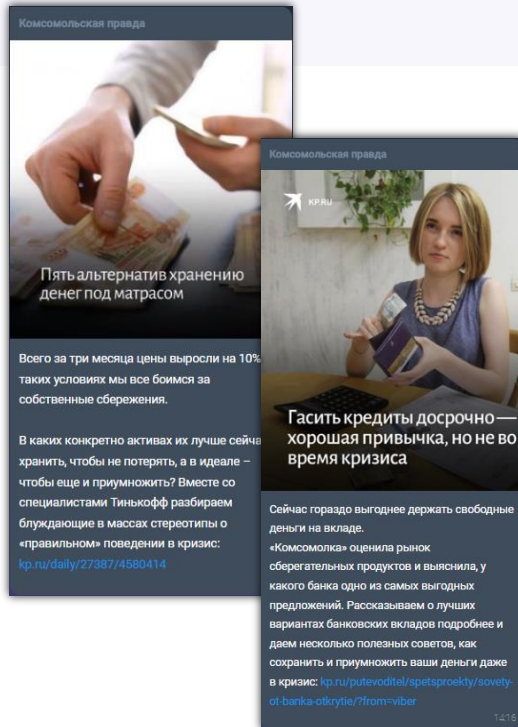 Комсомольская правда
Пять альтернатив хранению
денег под матрасом
Всего за три месяца цены выросли на 10%
таких условиях мы все боимся за
собственные сбережения.
В каких конкретно активах их лучше сейча
хранить, чтобы не потерять, а в идеале –
чтобы еще и приумножить? Вместе со
специалистами Тинькофф разбираем
блуждающие в массах стереотипы о
«правильном» поведении в кризис:
kp.ru/daily/27387/4580414
Комсомольская правда
KP.RU
Гасить кредиты досрочно —
хорошая привычка, но не во
время кризиса
Сейчас гораздо выгоднее держать свободные
деньги на вкладе.
«Комсомолка» оценила рынок
сберегательных продуктов и выяснила, у
какого банка одно из самых выгодных
предложений. Рассказываем о лучших
вариантах банковских вкладов подробнее и
даем несколько полезных советов, как
сохранить и приумножить ваши деньги даже
в кризис: kp.ru/putevoditel/spetsproekty/sovety-
ot-banka-otkrytie/?from=viber